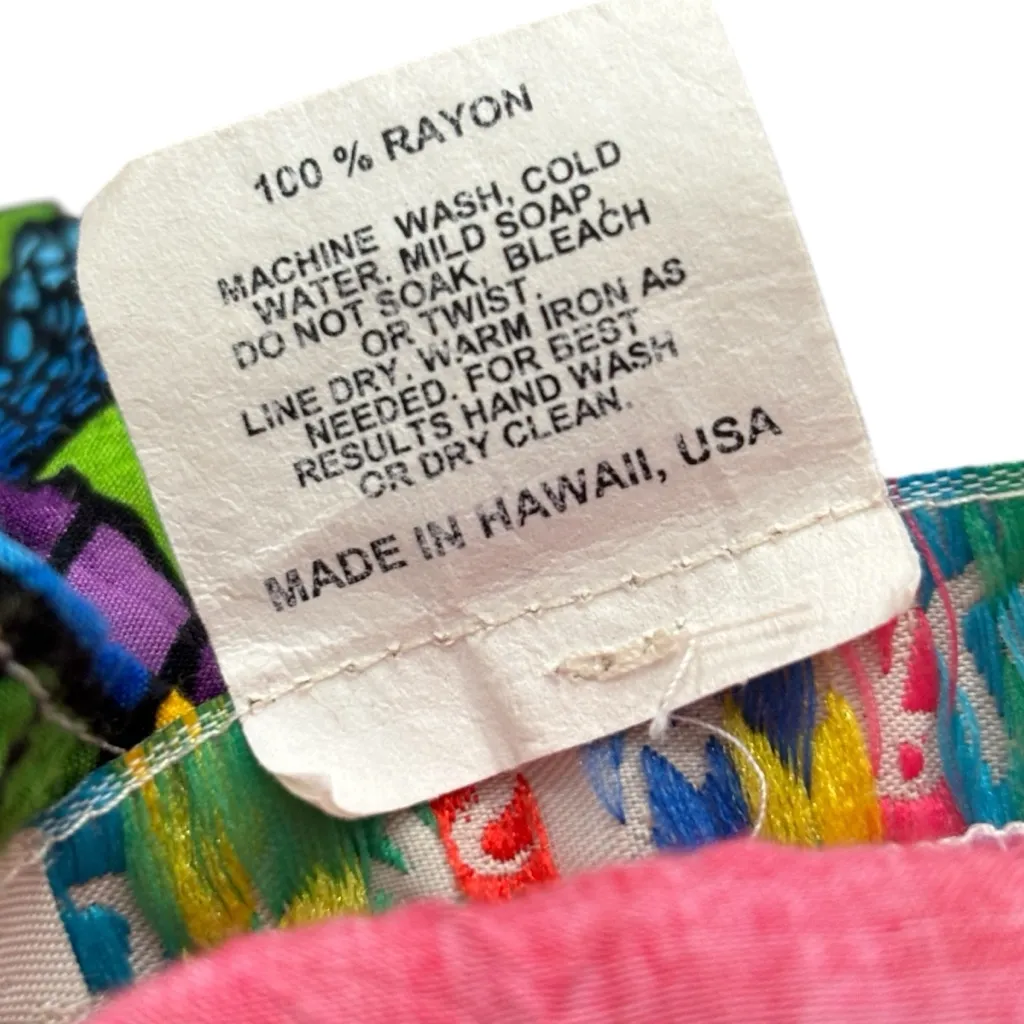 100 % RAYON
MACHINE WASH, COLD
WATER. MILD SOAP,
DO NOT SOAK, BLEACH
OR TWIST.
LINE DRY. WARM IRON AS
NEEDED. FOR BEST
RESULTS HAND WASH
OR DRY CLEAN.
MADE IN HAWAII, USA